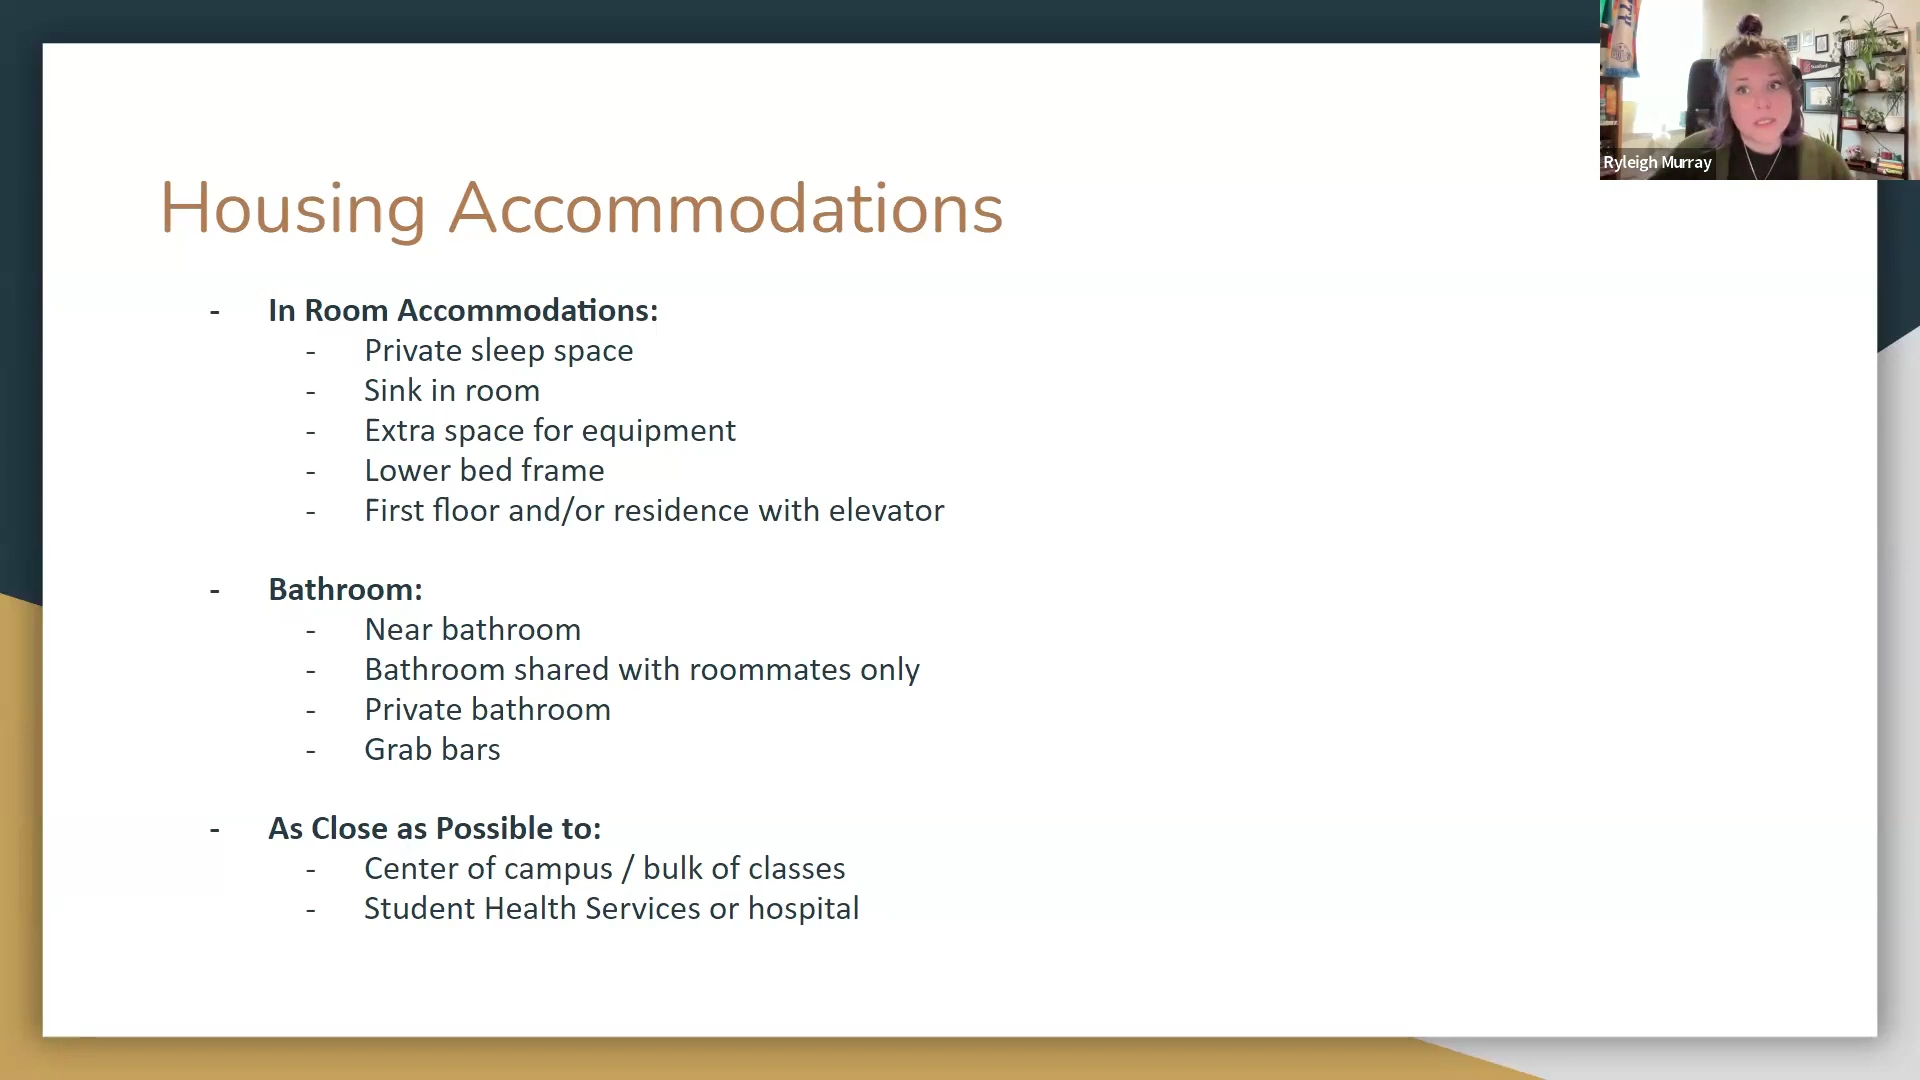 Ryleigh Murray
Housing Accommodations
- In Room Accommodations:
- Private sleep space
- Sink in room
- Extra space for equipment
- Lower bed frame
- First floor and/or residence with elevator
- Bathroom:
- Near bathroom
- Bathroom shared with roommates only
- Private bathroom
- Grab bars
- As Close as Possible to:
- Center of campus / bulk of classes
- Student Health Services or hospital